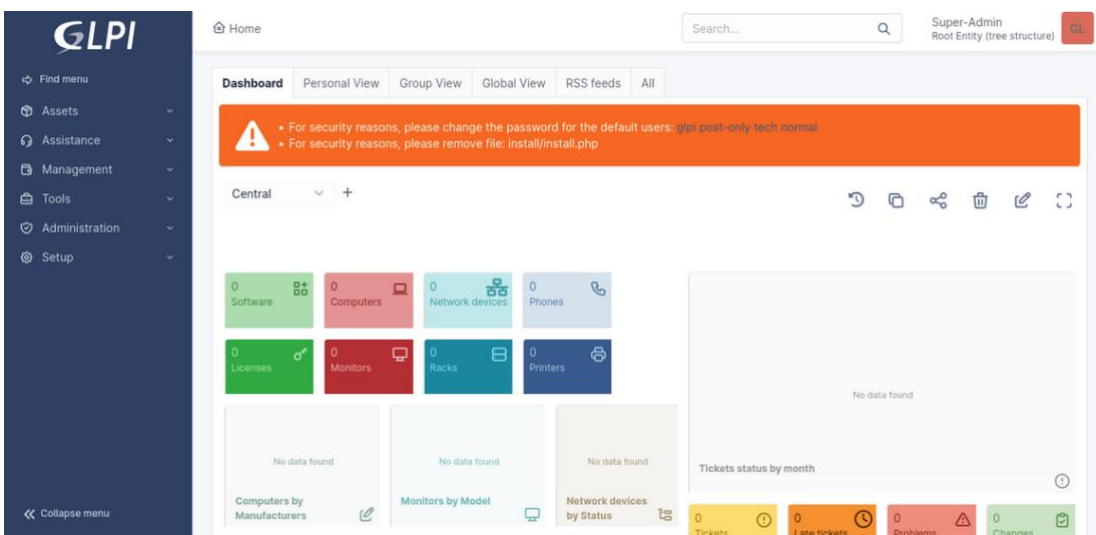 GLPI
Home
Search...
Super-Admin
Root Entity (tree structure)
GL
Find menu
Assets
Assistance
Management
Tools
Administration
Setup
Collapse menu
Dashboard Personal View Group View Global View RSS feeds All
• For security reasons, please change the password for the default users: glpi post-only tech normal
• For security reasons, please remove file: install/install.php
Central
0 0 0 0
Software Computers Network devices Phones
0 0 0 0
Licenses Monitors Racks Printers
No data found
Tickets status by month
No data found No data found No data found
Computers by Manufacturers
Monitors by Model
Network devices by Status
0 0 0 0
Tickets Late tickets Problems Changes